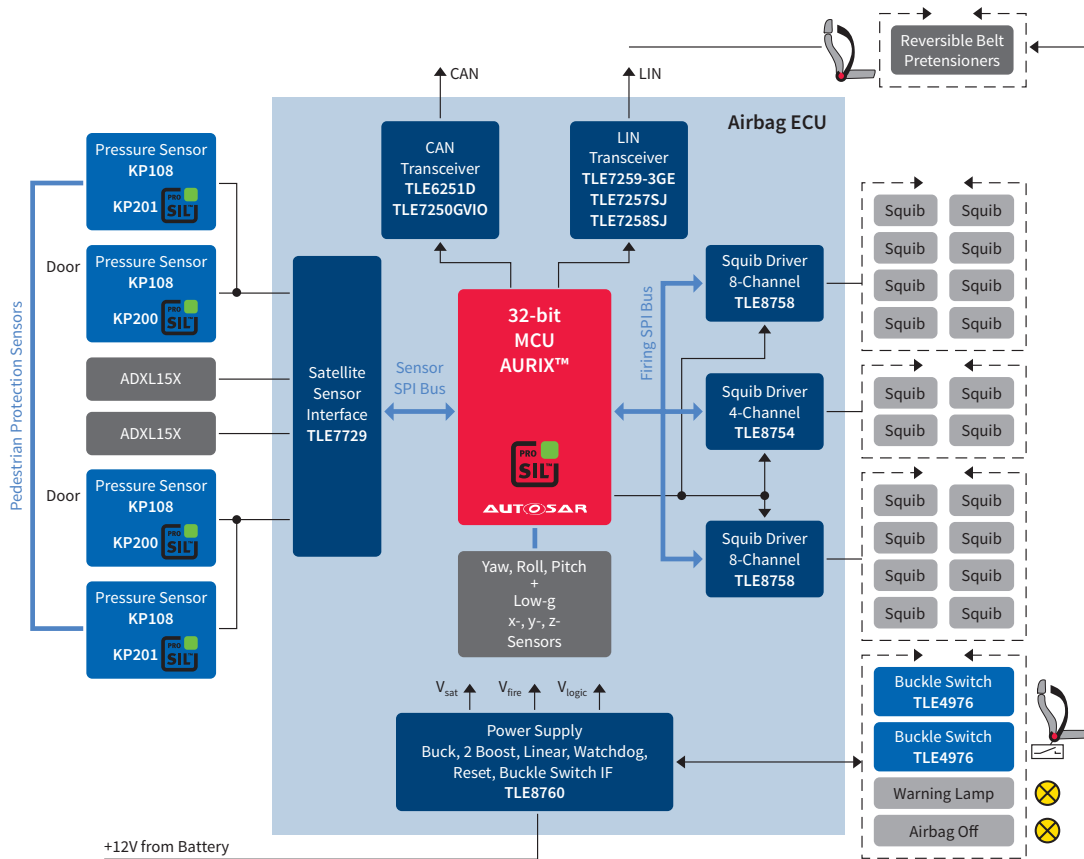 Reversible Belt
Pretensioners
CAN
LIN
Airbag ECU
CAN
Transceiver
TLE6251D
TLE7250GVIO
LIN
Transceiver
TLE7259-3GE
TLE7257SJ
TLE7258SJ
Pedestrian Protection Sensors
Pressure Sensor
KP108
KP201
PRO
SIL™
Door
Pressure Sensor
KP108
KP200
PRO
SIL™
ADXL15X
ADXL15X
Door
Pressure Sensor
KP108
KP200
PRO
SIL™
Pressure Sensor
KP108
KP201
PRO
SIL™
Satellite
Sensor
Interface
TLE7729
Sensor
SPI Bus
32-bit
MCU
AURIX™
PRO
SIL™
AUTOSAR
Yaw, Roll, Pitch
+
Low-g
x-, y-, z-
Sensors
Firing SPI Bus
Squib Driver
8-Channel
TLE8758
Squib Driver
4-Channel
TLE8754
Squib Driver
8-Channel
TLE8758
Squib Squib
Squib Squib
Squib Squib
Squib Squib
Squib Squib
Squib Squib
Squib Squib
Squib Squib
Squib Squib
Squib Squib
Vsat Vfire Vlogic
Power Supply
Buck, 2 Boost, Linear, Watchdog,
Reset, Buckle Switch IF
TLE8760
Buckle Switch
TLE4976
Buckle Switch
TLE4976
Warning Lamp
Airbag Off
+12V from Battery